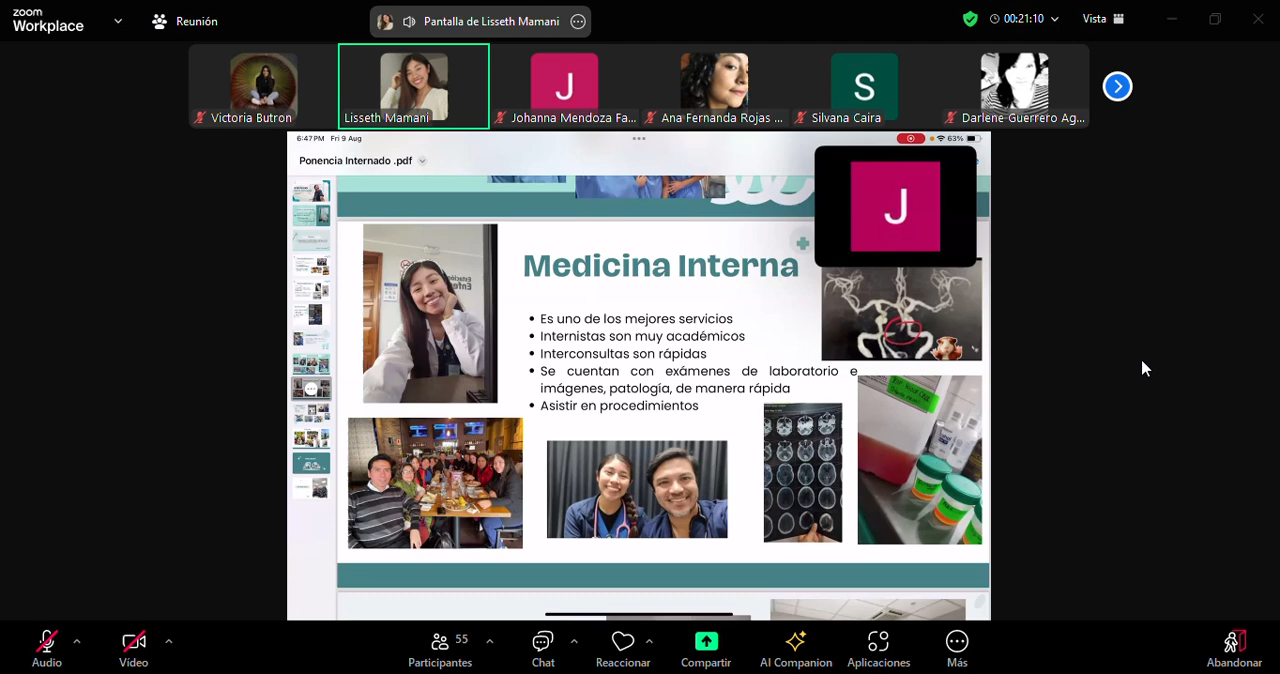 zoom
Workplace
Reunión
Pantalla de Lisseth Mamani
00:21:10
Vista
Victoria Butron
Lisseth Mamani
J
Johanna Mendoza Fa...
Ana Fernanda Rojas ...
S
Silvana Caira
Darlene Guerrero Ag...
6:47 PM Fri 9 Aug
63%
Ponencia Internado .pdf
J
Medicina Interna
• Es uno de los mejores servicios
• Internistas son muy académicos
• Interconsultas son rápidas
• Se cuentan con exámenes de laboratorio e
imágenes, patología, de manera rápida
• Asistir en procedimientos
Audio
Vídeo
55
Participantes
Chat
Reaccionar
Compartir
AI Companion
Aplicaciones
Más
Abandonar